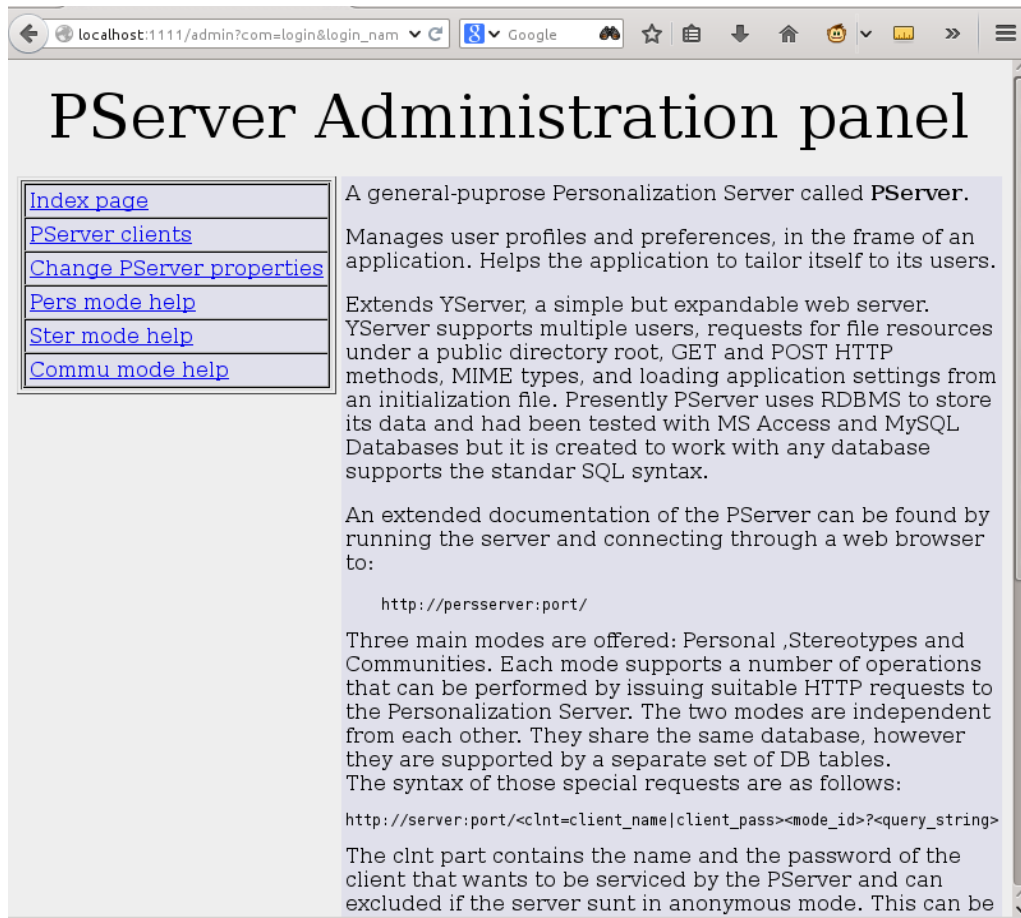 localhost:1111/admin?com=login&login_nam
Google
PServer Administration panel
Index page
PServer clients
Change PServer properties
Pers mode help
Ster mode help
Commu mode help
A general-puprose Personalization Server called PServer.
Manages user profiles and preferences, in the frame of an
application. Helps the application to tailor itself to its users.
Extends YServer, a simple but expandable web server.
YServer supports multiple users, requests for file resources
under a public directory root, GET and POST HTTP
methods, MIME types, and loading application settings from
an initialization file. Presently PServer uses RDBMS to store
its data and had been tested with MS Access and MySQL
Databases but it is created to work with any database
supports the standar SQL syntax.
An extended documentation of the PServer can be found by
running the server and connecting through a web browser
to:
http://persserver:port/
Three main modes are offered: Personal ,Stereotypes and
Communities. Each mode supports a number of operations
that can be performed by issuing suitable HTTP requests to
the Personalization Server. The two modes are independent
from each other. They share the same database, however
they are supported by a separate set of DB tables.
The syntax of those special requests are as follows:
http://server:port/<clnt=client_name|client_pass><mode_id>?<query_string>
The clnt part contains the name and the password of the
client that wants to be serviced by the PServer and can
excluded if the server sunt in anonymous mode. This can be